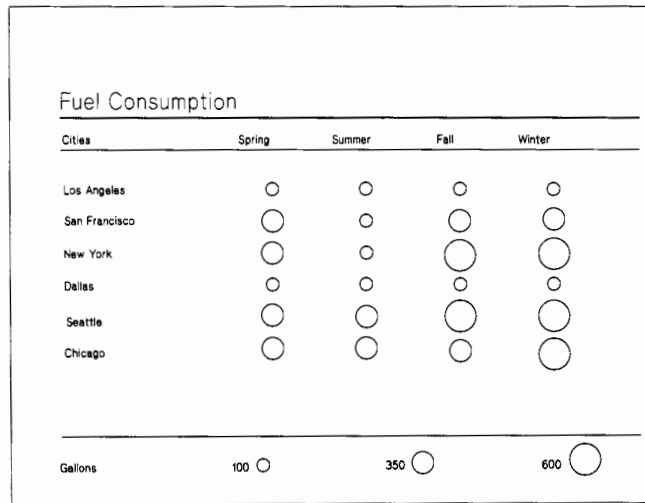 Fuel Consumption
Cities Spring Summer Fall Winter
Los Angeles
San Francisco
New York
Dallas
Seattle
Chicago
Gallons 100 350 600